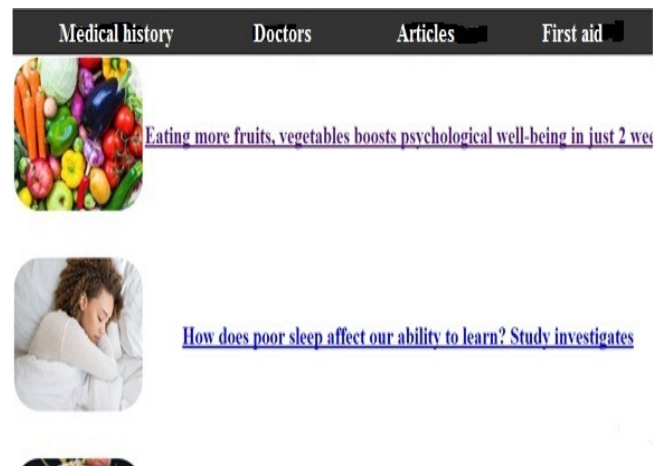 Medical history Doctors Articles First aid
Eating more fruits, vegetables boosts psychological well-being in just 2
How does poor sleep affect our ability to learn? Study investigates